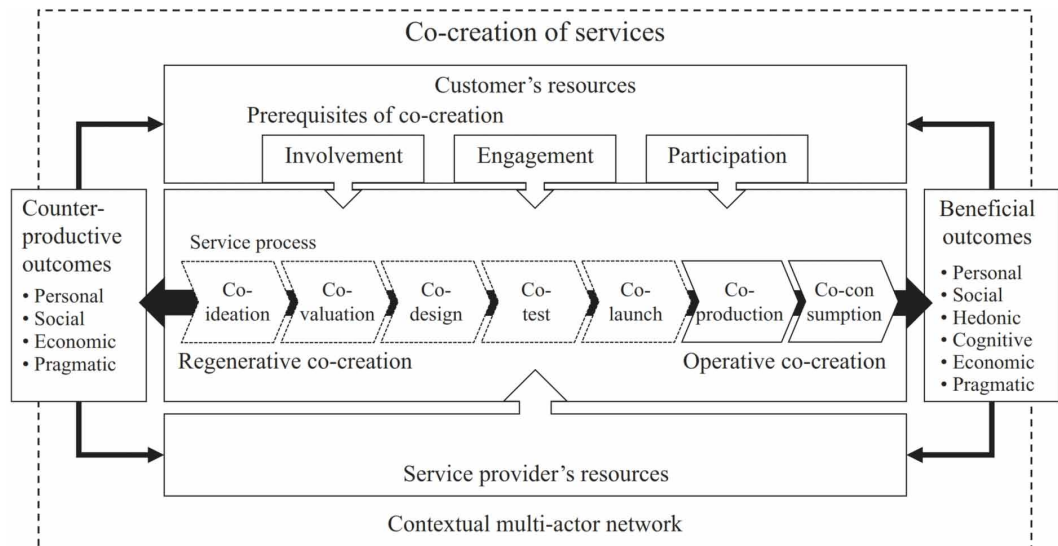 Co-creation of services
Customer's resources
Prerequisites of co-creation
Involvement
Engagement
Participation
Counter-
productive
outcomes
• Personal
• Social
• Economic
• Pragmatic
Service process
Co-
ideation
Co-
valuation
Co-
design
Co-
test
Co-
launch
Co-
production
Co-con
sumption
Regenerative co-creation
Operative co-creation
Beneficial
outcomes
• Personal
• Social
• Hedonic
• Cognitive
• Economic
• Pragmatic
Service provider's resources
Contextual multi-actor network